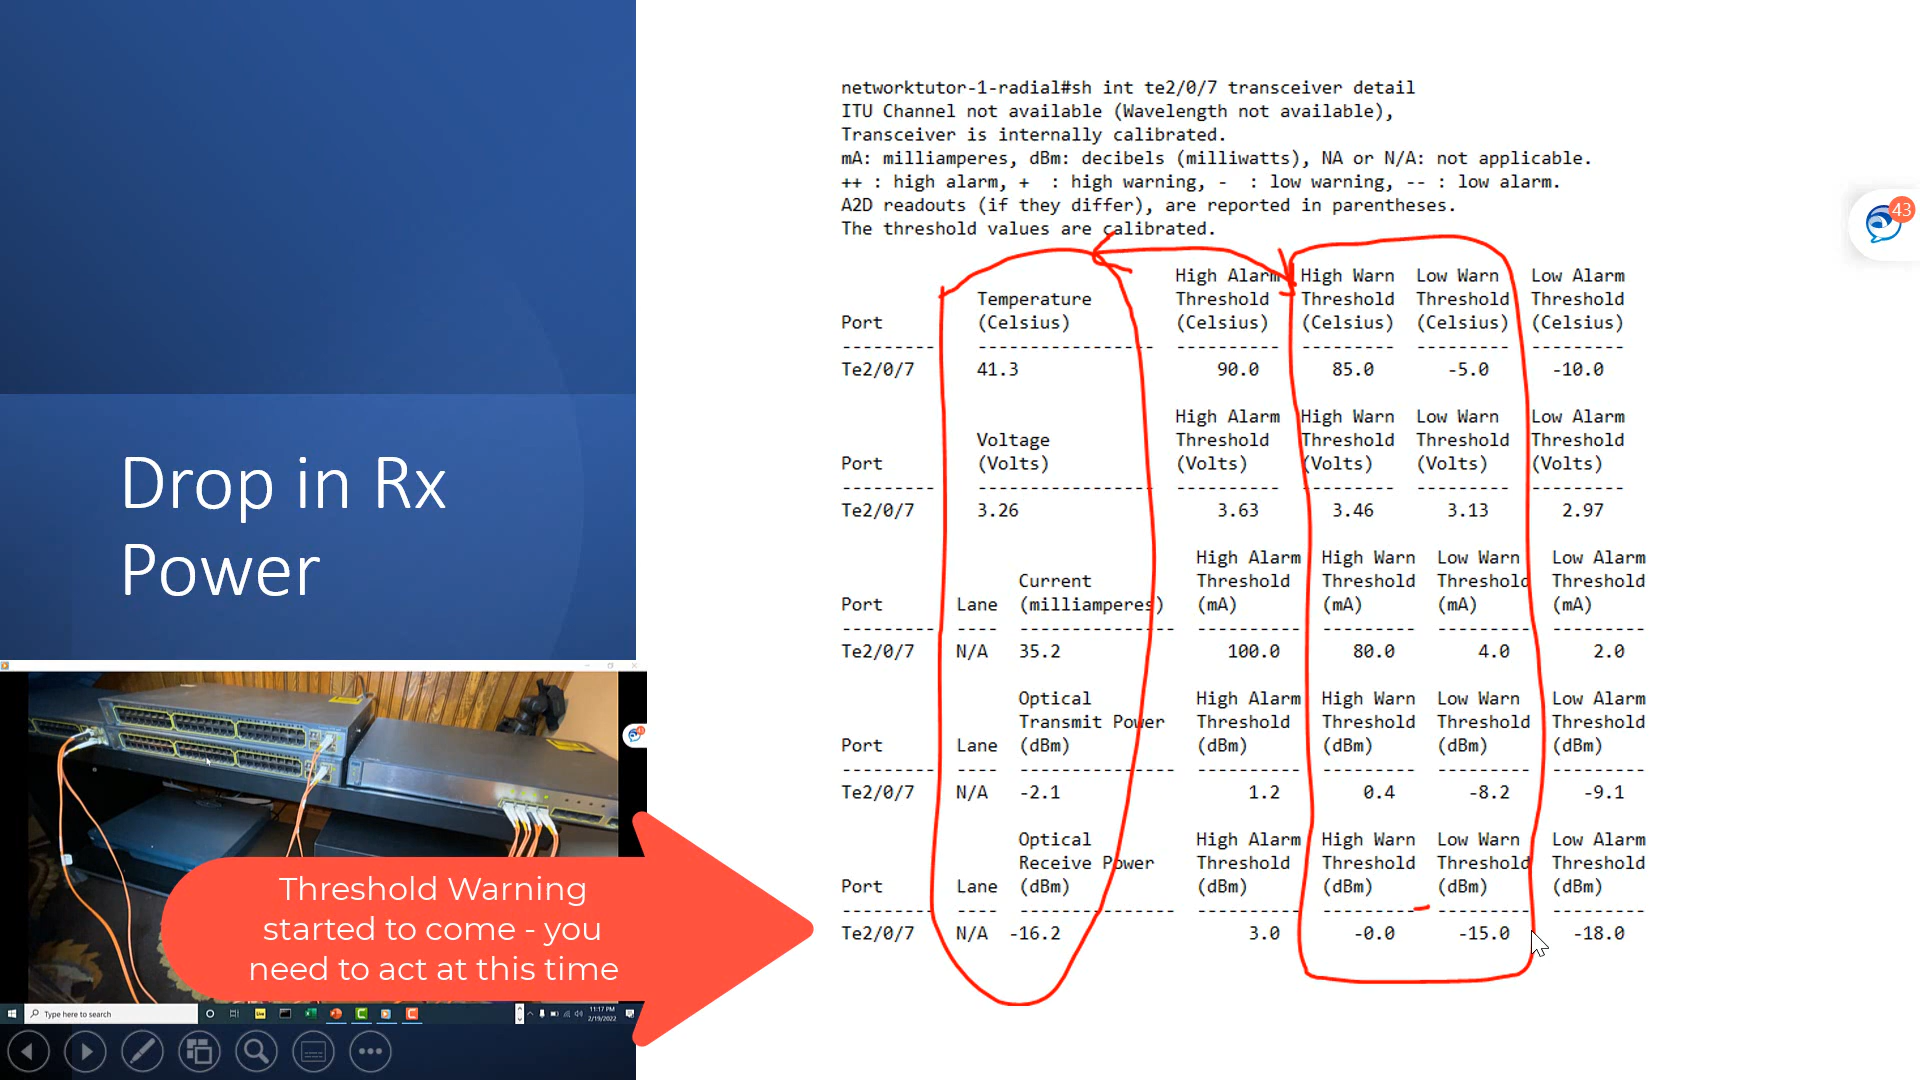 networktutor-1-radial#sh int te2/0/7 transceiver detail
ITU Channel not available (Wavelength not available),
Transceiver is internally calibrated.
mA: milliamperes, dBm: decibels (milliwatts), NA or N/A: not applicable.
++ : high alarm, +  : high warning, -  : low warning, -- : low alarm.
A2D readouts (if they differ), are reported in parentheses.
The threshold values are calibrated.
High Alarm High Warn Low Warn Low Alarm
Temperature Threshold Threshold Threshold Threshold
Port (Celsius) (Celsius) (Celsius) (Celsius) (Celsius)
--------- ----------------- ---------- --------- --------- ---------
Te2/0/7 41.3 90.0 85.0 -5.0 -10.0
High Alarm High Warn Low Warn Low Alarm
Voltage Threshold Threshold Threshold Threshold
Port (Volts) (Volts) (Volts) (Volts) (Volts)
--------- ----------------- ---------- --------- --------- ---------
Te2/0/7 3.26 3.63 3.46 3.13 2.97
High Alarm High Warn Low Warn Low Alarm
Current Threshold Threshold Threshold Threshold
Port Lane (milliamperes) (mA) (mA) (mA) (mA)
--------- ---- --------------- ---------- --------- --------- ---------
Te2/0/7 N/A 35.2 100.0 80.0 4.0 2.0
Optical High Alarm High Warn Low Warn Low Alarm
Transmit Power Threshold Threshold Threshold Threshold
Port Lane (dBm) (dBm) (dBm) (dBm) (dBm)
--------- ---- --------------- ---------- --------- --------- ---------
Te2/0/7 N/A -2.1 1.2 0.4 -8.2 -9.1
Optical High Alarm High Warn Low Warn Low Alarm
Receive Power Threshold Threshold Threshold Threshold
Port Lane (dBm) (dBm) (dBm) (dBm) (dBm)
--------- ---- --------------- ---------- --------- --------- ---------
Te2/0/7 N/A -16.2 3.0 -0.0 -15.0 -18.0
43
Drop in Rx
Power
Threshold Warning
started to come - you
need to act at this time
Type here to search
11:17 PM
2/19/2022